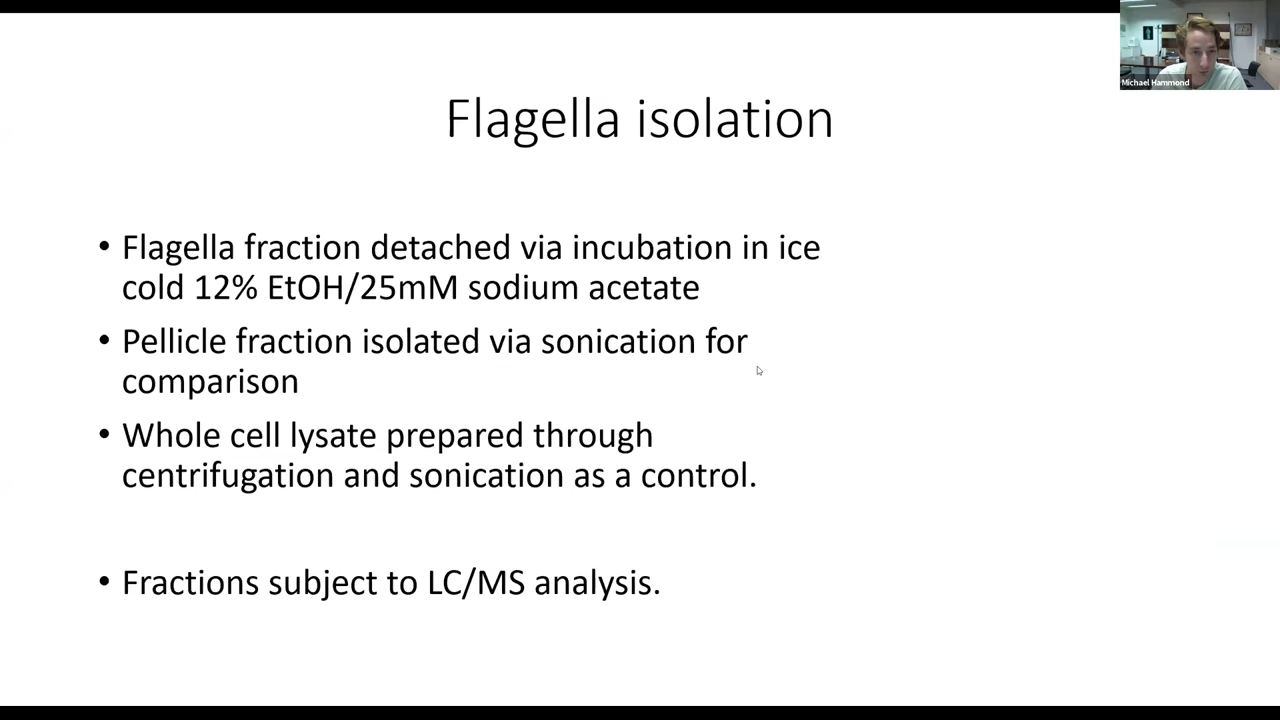 Michael Hammond
Flagella isolation
• Flagella fraction detached via incubation in ice
cold 12% EtOH/25mM sodium acetate
• Pellicle fraction isolated via sonication for
comparison
• Whole cell lysate prepared through
centrifugation and sonication as a control.
• Fractions subject to LC/MS analysis.